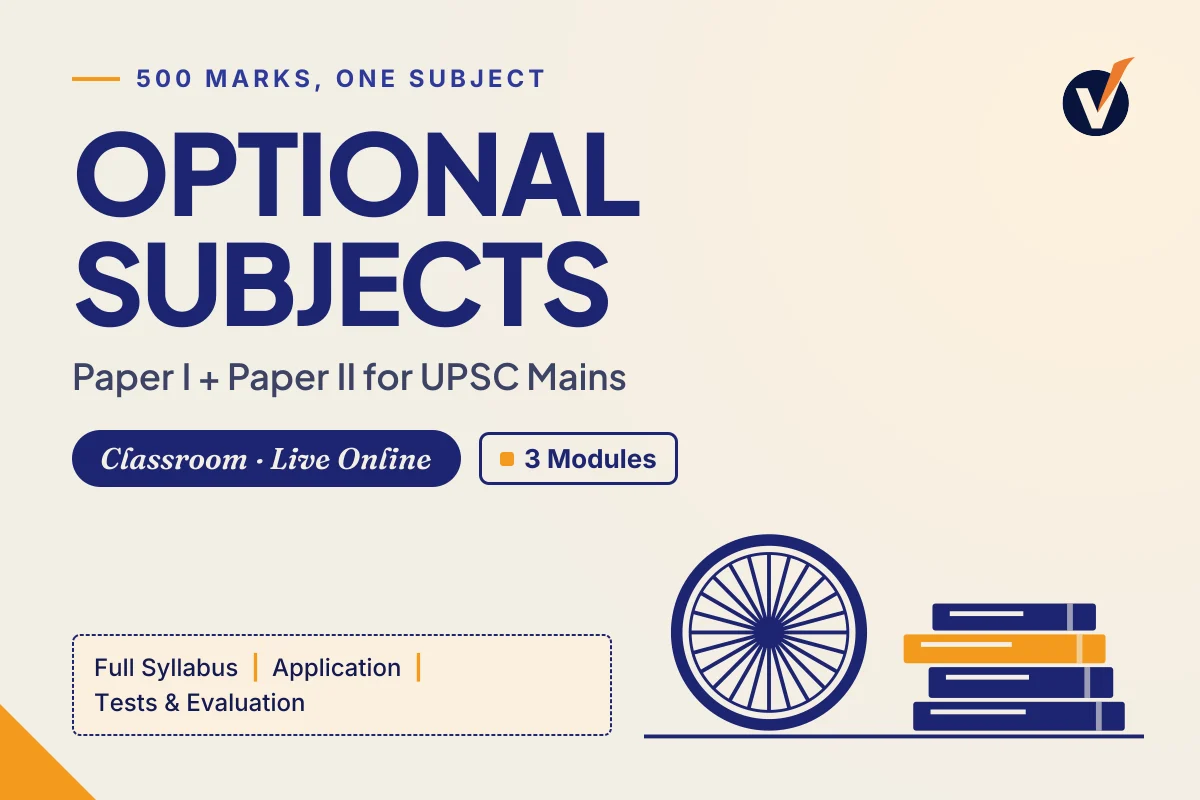 500 MARKS, ONE SUBJECT
V
OPTIONAL
SUBJECTS
Paper I + Paper II for UPSC Mains
Classroom · Live Online
3 Modules
Full Syllabus | Application |
Tests & Evaluation